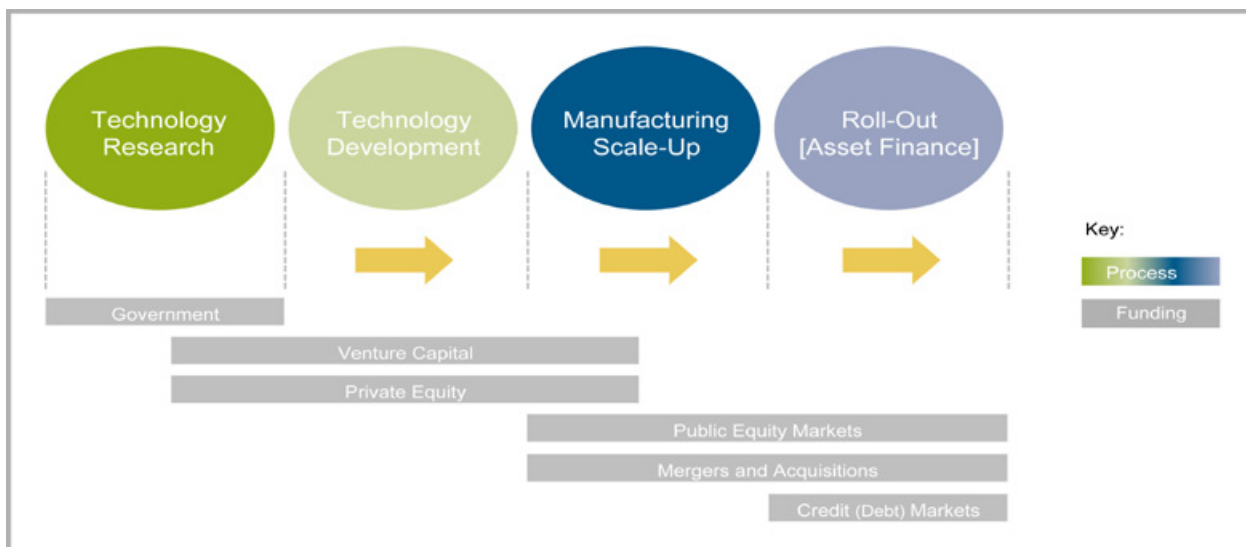 Technology
Research
Technology
Development
Manufacturing
Scale-Up
Roll-Out
[Asset Finance]
Key:
Process
Funding
Government
Venture Capital
Private Equity
Public Equity Markets
Mergers and Acquisitions
Credit (Debt) Markets